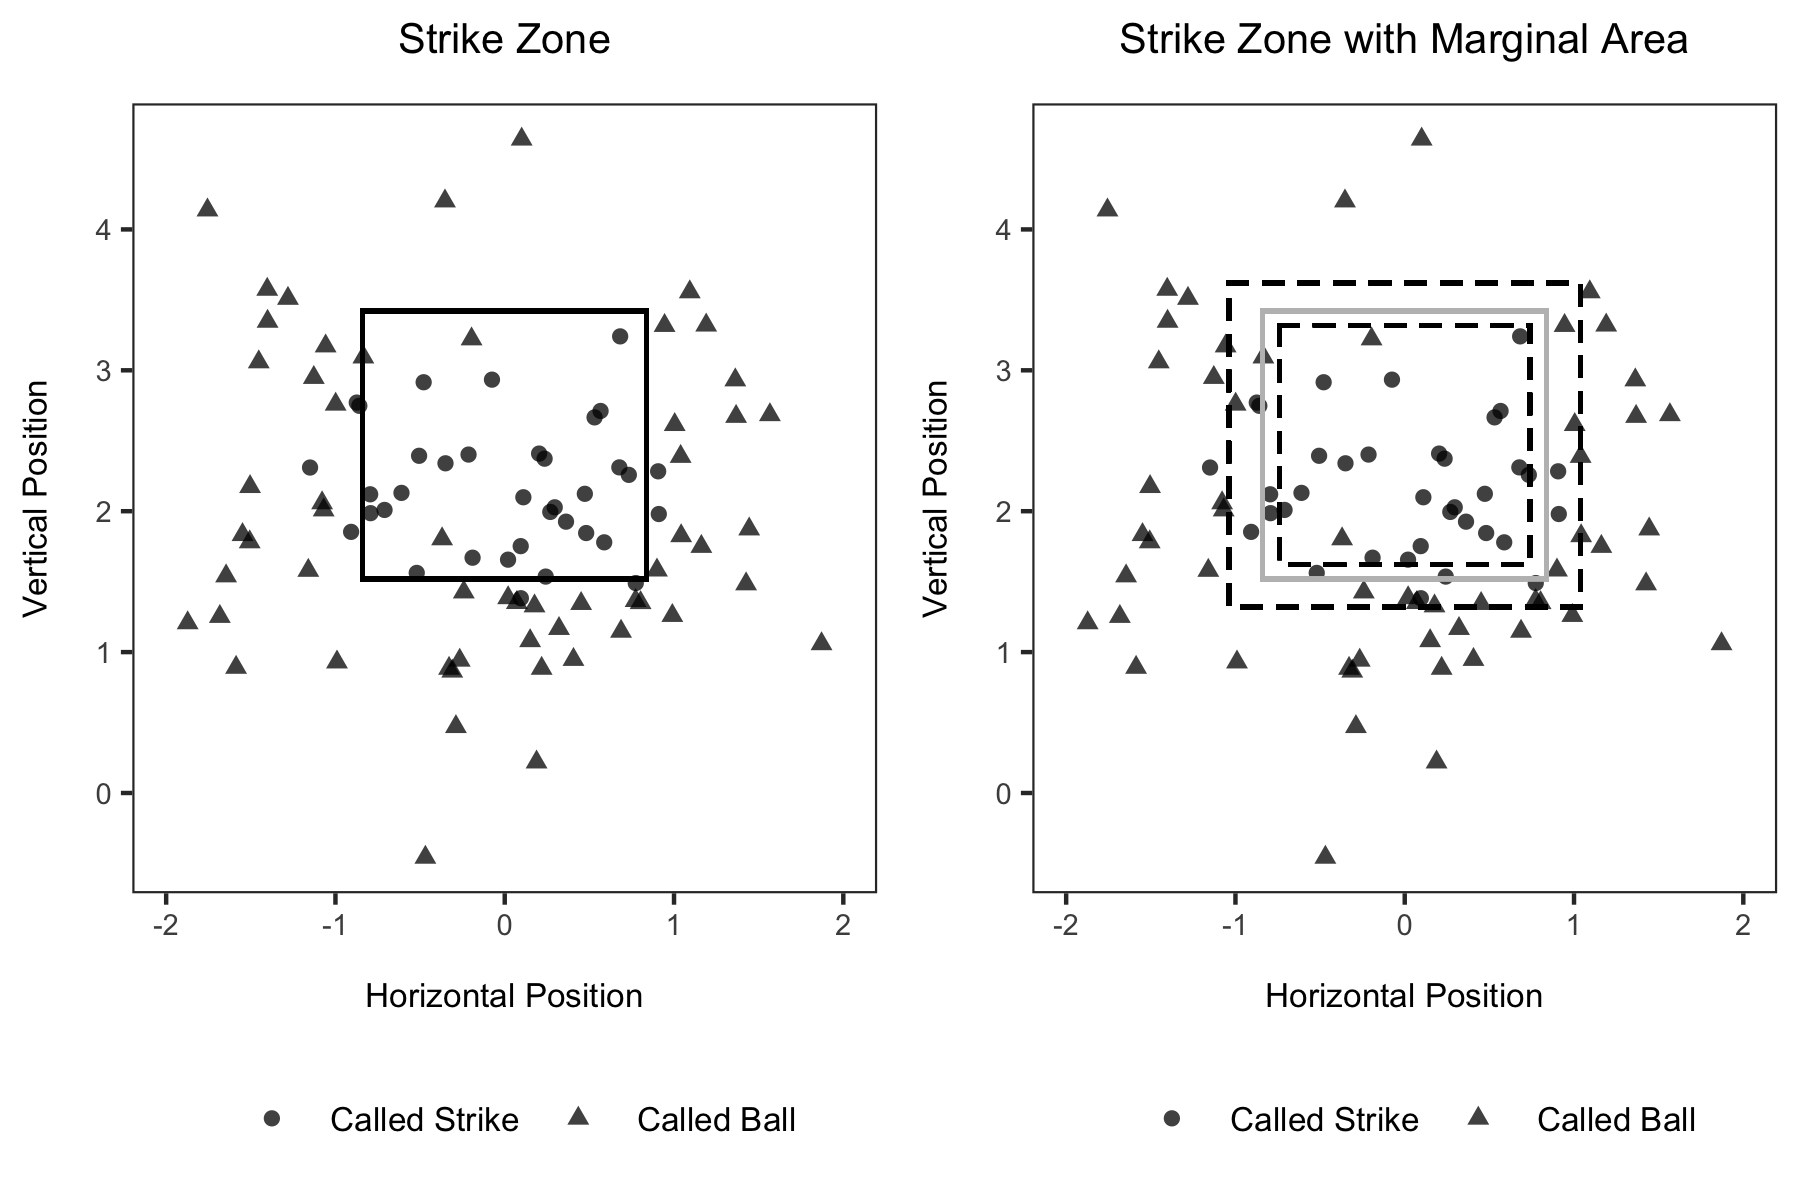 Strike Zone
Strike Zone with Marginal Area
Vertical Position
4
3
2
1
0
-2 -1 0 1 2
Horizontal Position
Called Strike Called Ball
Vertical Position
4
3
2
1
0
-2 -1 0 1 2
Horizontal Position
Called Strike Called Ball